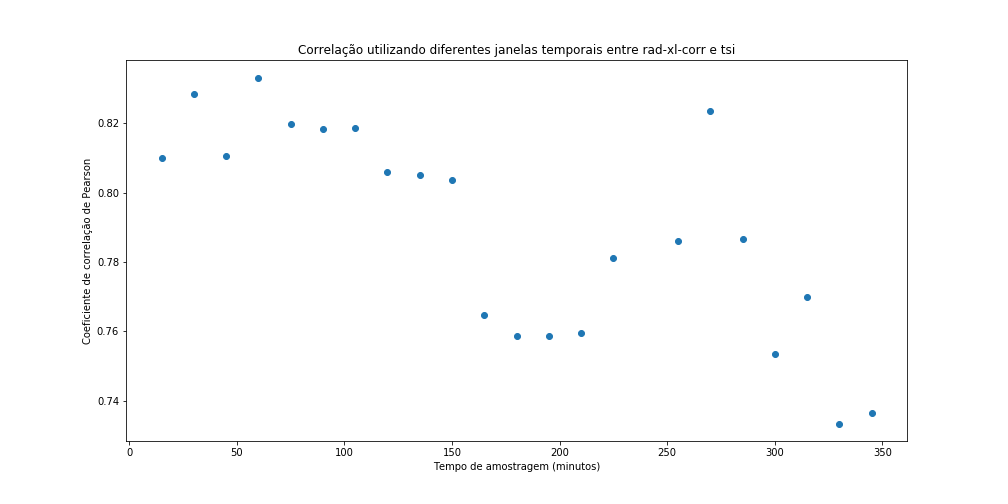 Correlação utilizando diferentes janelas temporais entre rad-xl-corr e tsi
Coeficiente de correlação de Pearson
0.82
0.80
0.78
0.76
0.74
0 50 100 150 200 250 300 350
Tempo de amostragem (minutos)